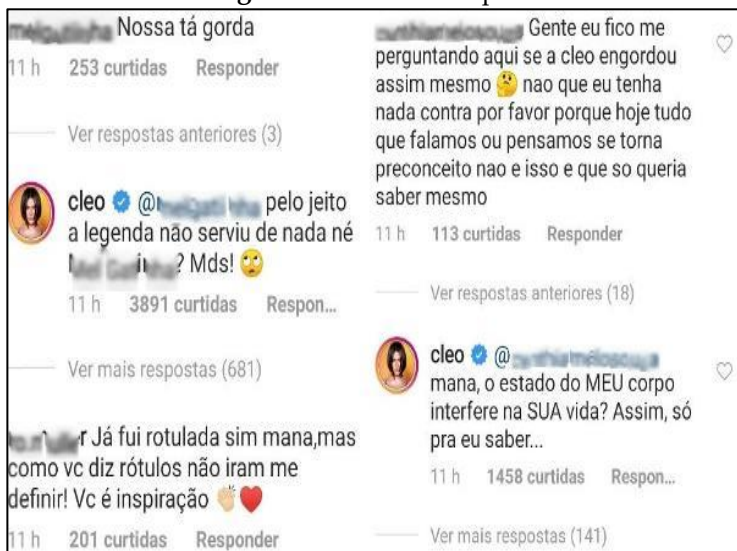 Nossa tá gorda
11 h 253 curtidas Responder
Ver respostas anteriores (3)
cleo @ pelo jeito
a legenda não serviu de nada né
? Mds! 🙄
11 h 3891 curtidas Respon...
Ver mais respostas (681)
r Já fui rotulada sim mana,mas
como vc diz rótulos não iram me
definir! Vc é inspiração 👏🏻❤️
11 h 201 curtidas Responder
Gente eu fico me
perguntando aqui se a cleo engordou
assim mesmo 🤔 nao que eu tenha
nada contra por favor porque hoje tudo
que falamos ou pensamos se torna
preconceito nao e isso e que so queria
saber mesmo
11 h 113 curtidas Responder
Ver respostas anteriores (18)
cleo @
mana, o estado do MEU corpo
interfere na SUA vida? Assim, só
pra eu saber...
11 h 1458 curtidas Respon...
Ver mais respostas (141)